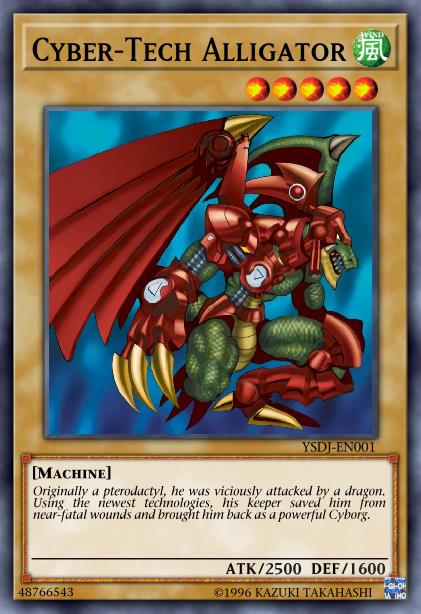 Cyber-Tech Alligator
WIND
風
YSDJ-EN001
[Machine]
Originally a pterodactyl, he was viciously attacked by a dragon.
Using the newest technologies, his keeper saved him from
near-fatal wounds and brought him back as a powerful Cyborg.
ATK/2500 DEF/1600
48766543
©1996 KAZUKI TAKAHASHI